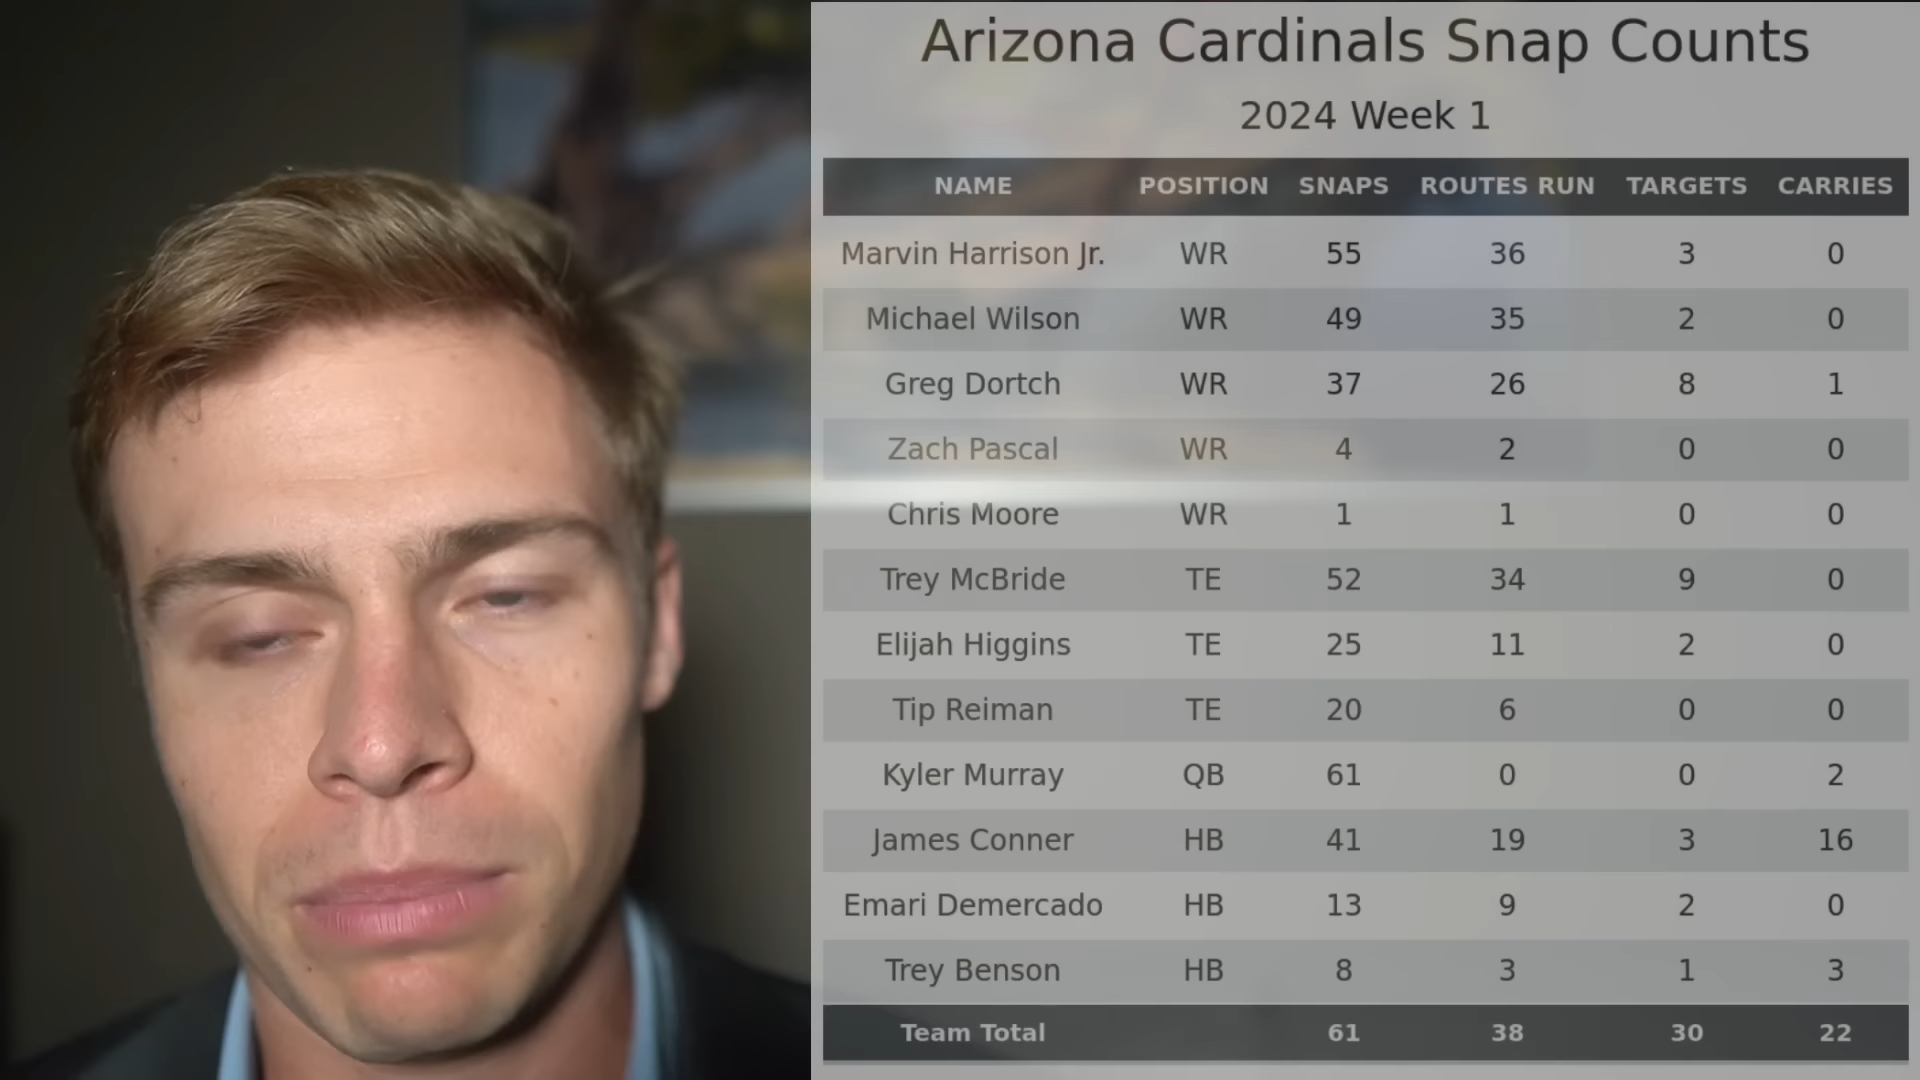 Arizona Cardinals Snap Counts
2024 Week 1
NAME POSITION SNAPS ROUTES RUN TARGETS CARRIES
Marvin Harrison Jr. WR 55 36 3 0
Michael Wilson WR 49 35 2 0
Greg Dortch WR 37 26 8 1
Zach Pascal WR 4 2 0 0
Chris Moore WR 1 1 0 0
Trey McBride TE 52 34 9 0
Elijah Higgins TE 25 11 2 0
Tip Reiman TE 20 6 0 0
Kyler Murray QB 61 0 0 2
James Conner HB 41 19 3 16
Emari Demercado HB 13 9 2 0
Trey Benson HB 8 3 1 3
Team Total 61 38 30 22